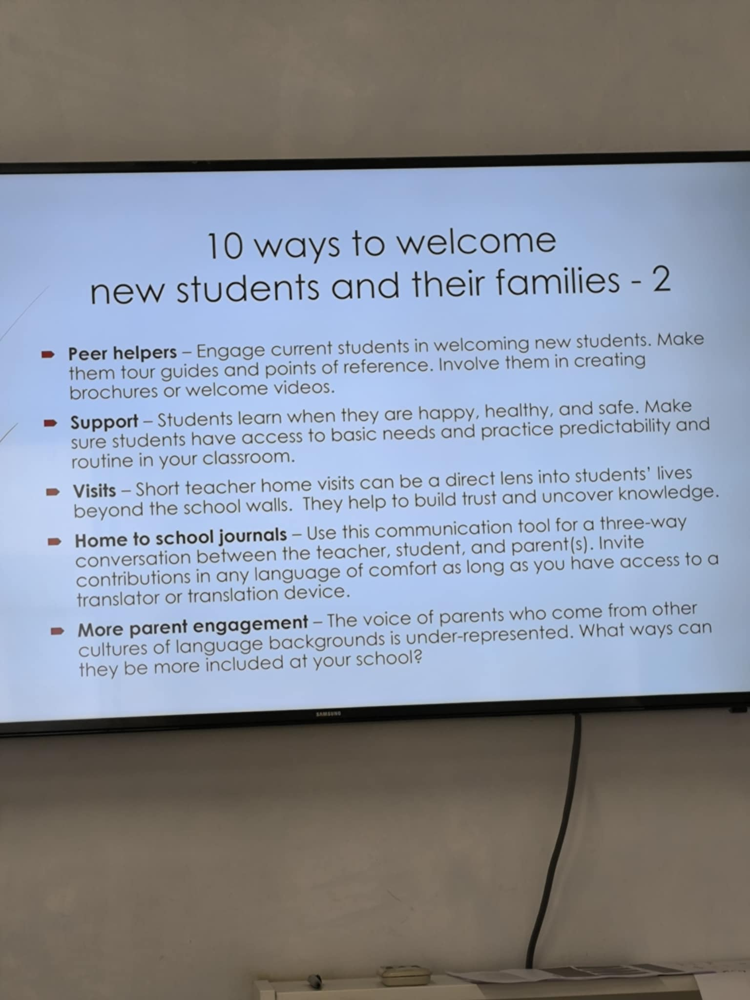 10 ways to welcome
new students and their families - 2
Peer helpers – Engage current students in welcoming new students. Make
them tour guides and points of reference. Involve them in creating
brochures or welcome videos.
Support – Students learn when they are happy, healthy, and safe. Make
sure students have access to basic needs and practice predictability and
routine in your classroom.
Visits – Short teacher home visits can be a direct lens into students’ lives
beyond the school walls. They help to build trust and uncover knowledge.
Home to school journals – Use this communication tool for a three-way
conversation between the teacher, student, and parent(s). Invite
contributions in any language of comfort as long as you have access to a
translator or translation device.
More parent engagement – The voice of parents who come from other
cultures of language backgrounds is under-represented. What ways can
they be more included at your school?
SAMSUNG